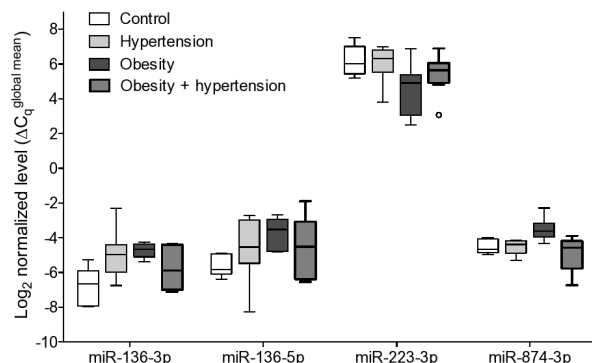 Control
Hypertension
Obesity
Obesity + hypertension
Log2 normalized level (ΔCq global mean)
8
6
4
2
0
-2
-4
-6
-8
-10
miR-136-3p miR-136-5p miR-223-3p miR-874-3p